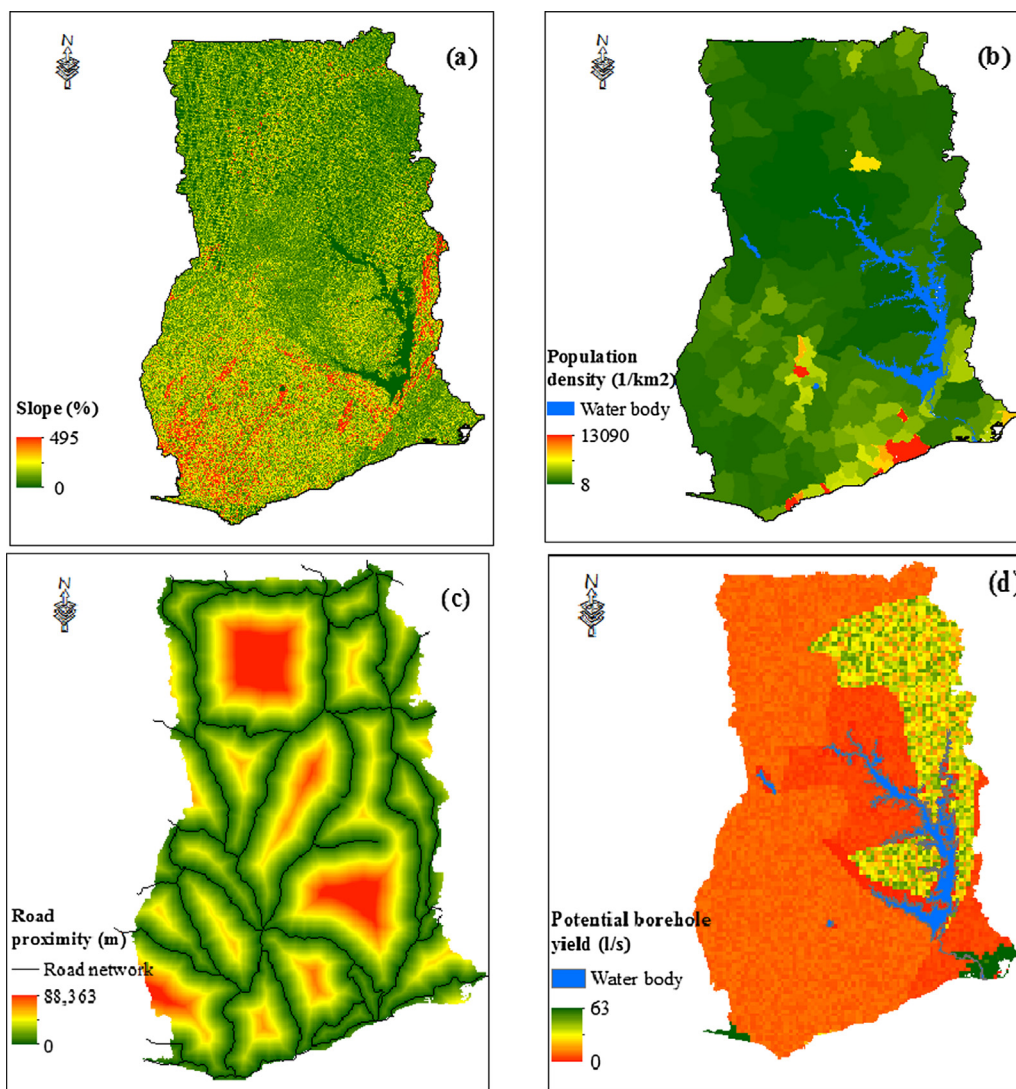 N
(a)
Slope (%)
495
0
N
(b)
Population
density (1/km2)
Water body
13090
8
N
(c)
Road
proximity (m)
Road network
88,363
0
N
(d)
Potential borehole
yield (l/s)
Water body
63
0